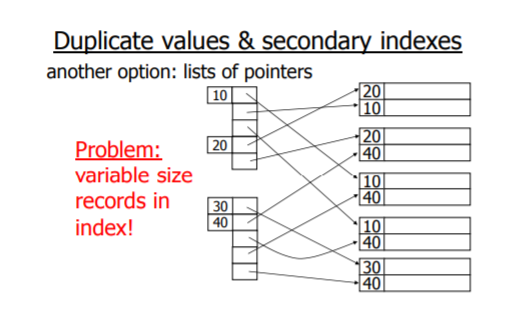 Duplicate values & secondary indexes
another option: lists of pointers
10
20
Problem:
variable size
records in
index!
30
40
20
10
20
40
10
40
10
40
30
40